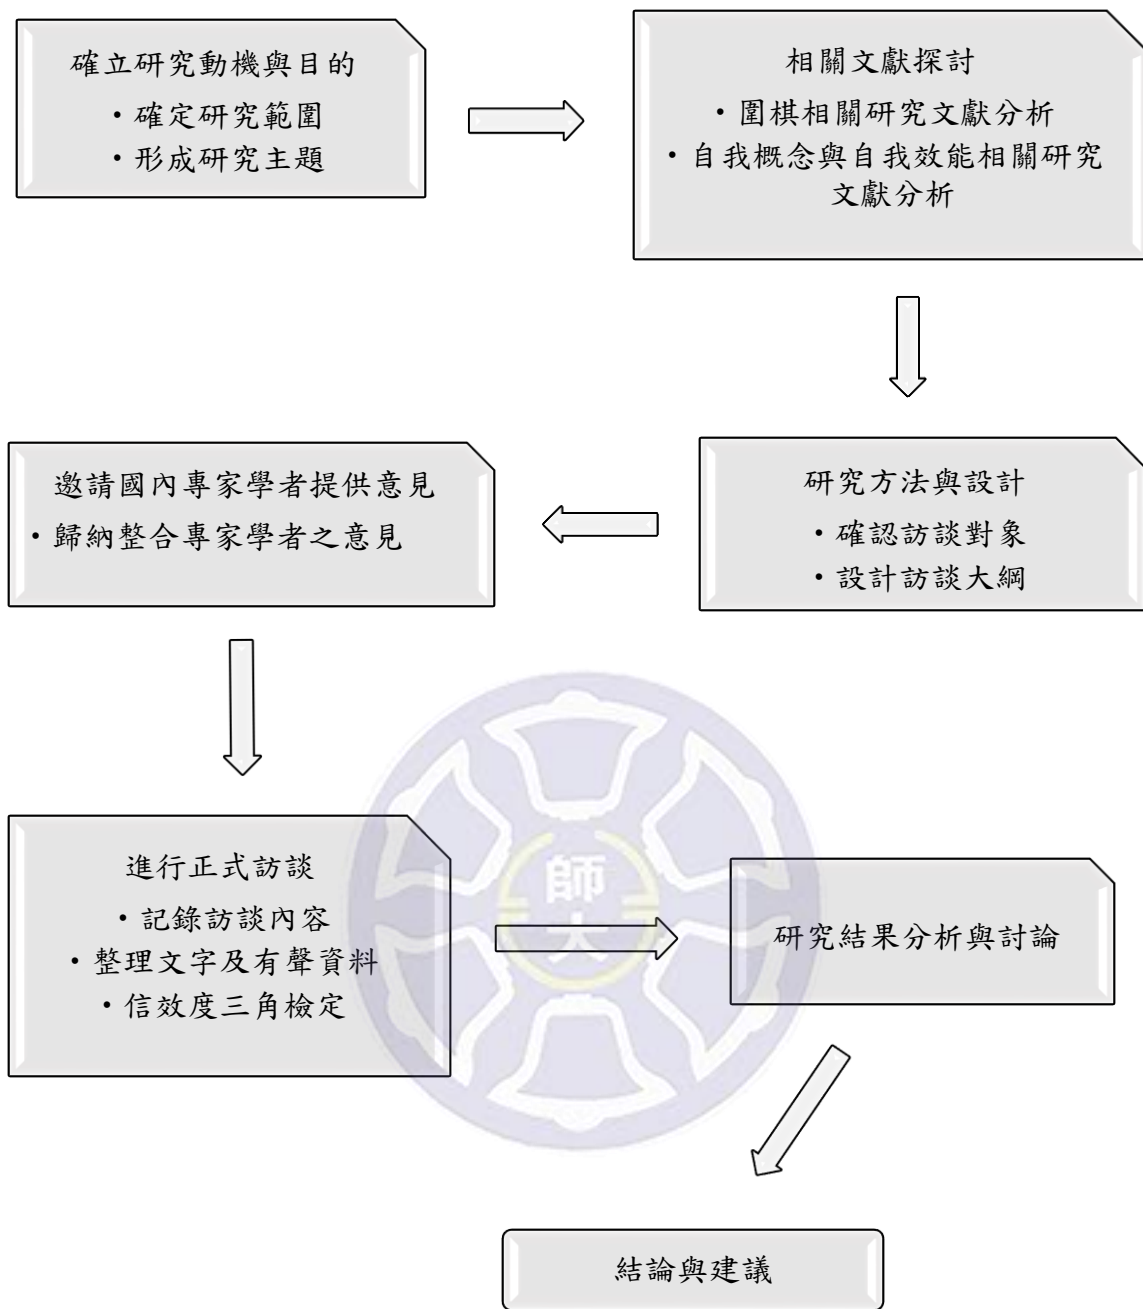 確立研究動機與目的
・確定研究範圍
・形成研究主題
相關文獻探討
・圍棋相關研究文獻分析
・自我概念與自我效能相關研究
文獻分析
研究方法與設計
・確認訪談對象
・設計訪談大綱
邀請國內專家學者提供意見
・歸納整合專家學者之意見
進行正式訪談
・記錄訪談內容
・整理文字及有聲資料
・信效度三角檢定
師
大
研究結果分析與討論
結論與建議